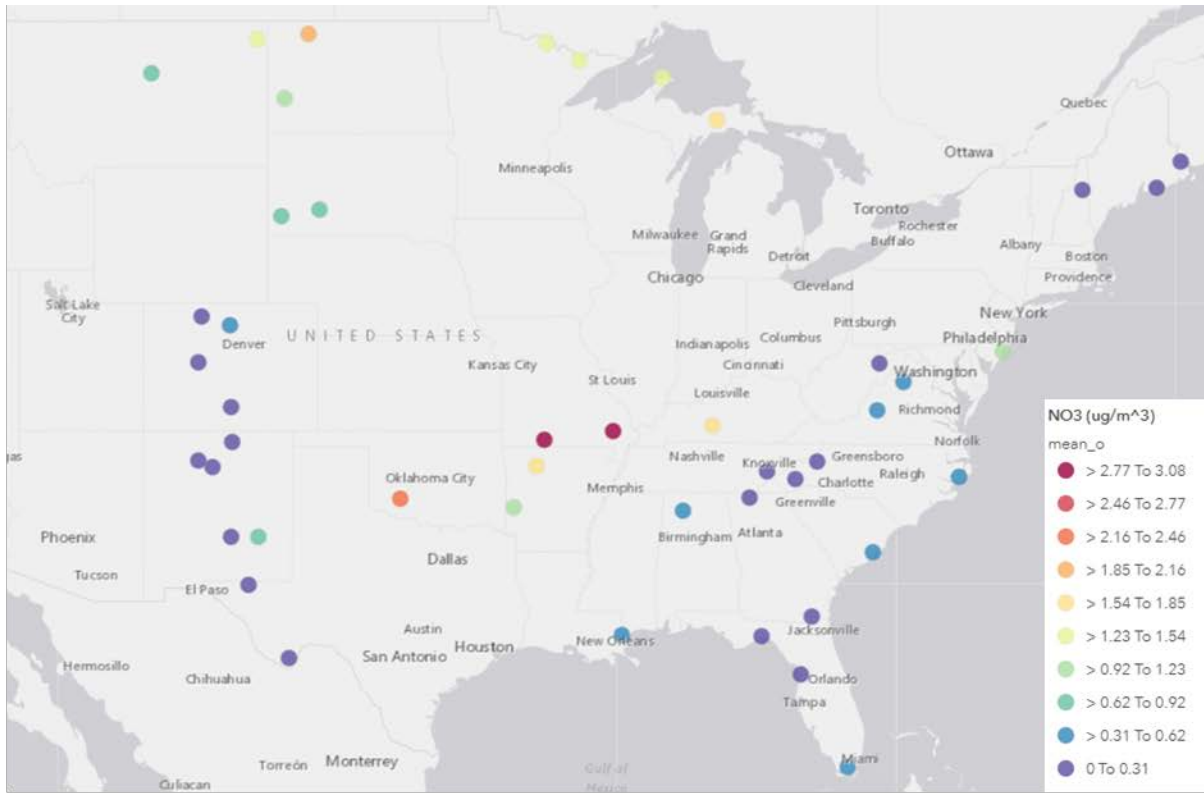 Quebec
Ottawa
Minneapolis
Toronto
Rochester
Milwaukee
Grand
Rapids
Buffalo
Albany
Detroit
Boston
Chicago
Cleveland
Providence
Salt Lake
City
New York
UNITED STATES
Pittsburgh
Denver
Indianapolis
Columbus
Philadelphia
Kansas City
Cincinnati
Washington
St Louis
Louisville
Richmond
Norfolk
gas
Nashville
Knoxville
Greensboro
Raleigh
Oklahoma City
Memphis
Charlotte
Greenville
Phoenix
Birmingham
Atlanta
Dallas
Tucson
El Paso
Austin
New Orleans
Jacksonville
Houston
San Antonio
Hermosillo
Chihuahua
Orlando
Tampa
Torreón
Monterrey
Miami
Culiacan
Gulf of
Mexico
NO3 (ug/m^3)
mean_o
> 2.77 To 3.08
> 2.46 To 2.77
> 2.16 To 2.46
> 1.85 To 2.16
> 1.54 To 1.85
> 1.23 To 1.54
> 0.92 To 1.23
> 0.62 To 0.92
> 0.31 To 0.62
0 To 0.31